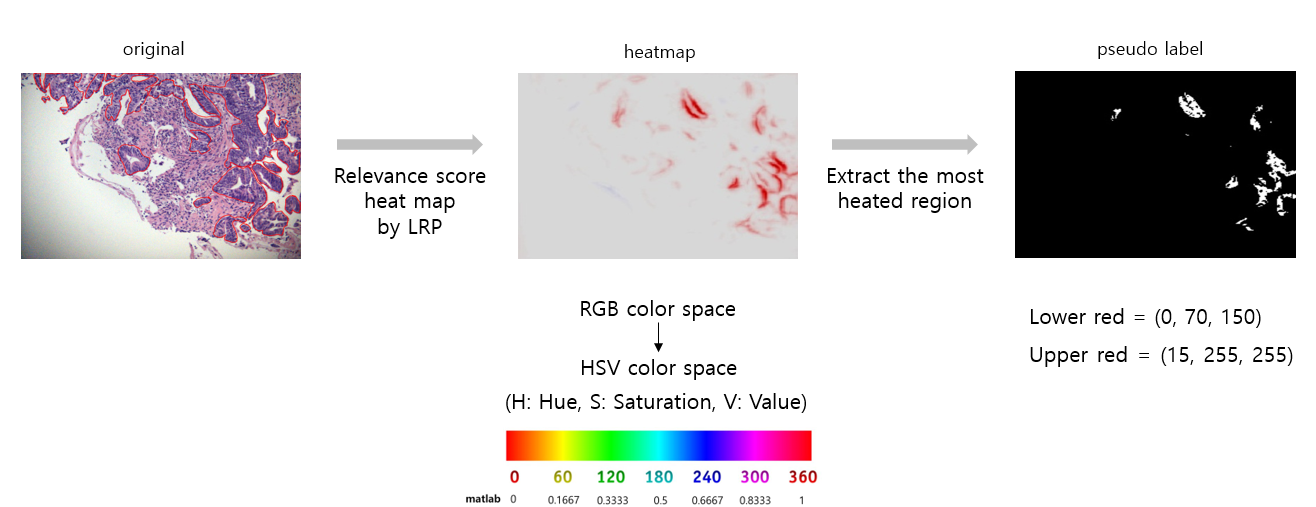 original
heatmap
pseudo label
Relevance score
heat map
by LRP
Extract the most
heated region
RGB color space
HSV color space
(H: Hue, S: Saturation, V: Value)
0 60 120 180 240 300 360
matlab 0 0.1667 0.3333 0.5 0.6667 0.8333 1
Lower red = (0, 70, 150)
Upper red = (15, 255, 255)